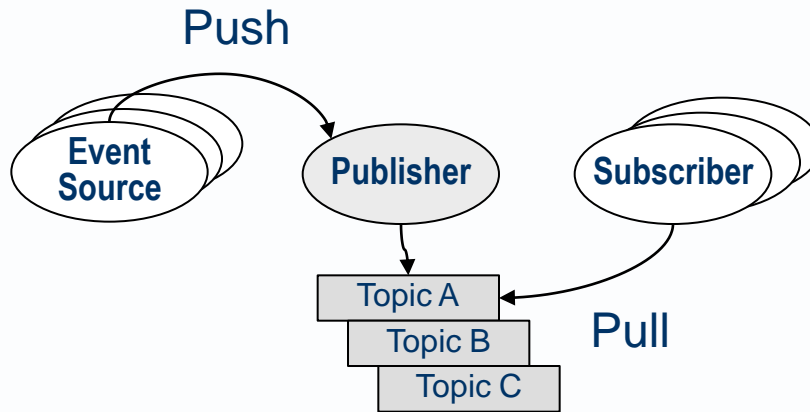 Push
Event
Source
Publisher
Subscriber
Topic A
Topic B
Topic C
Pull